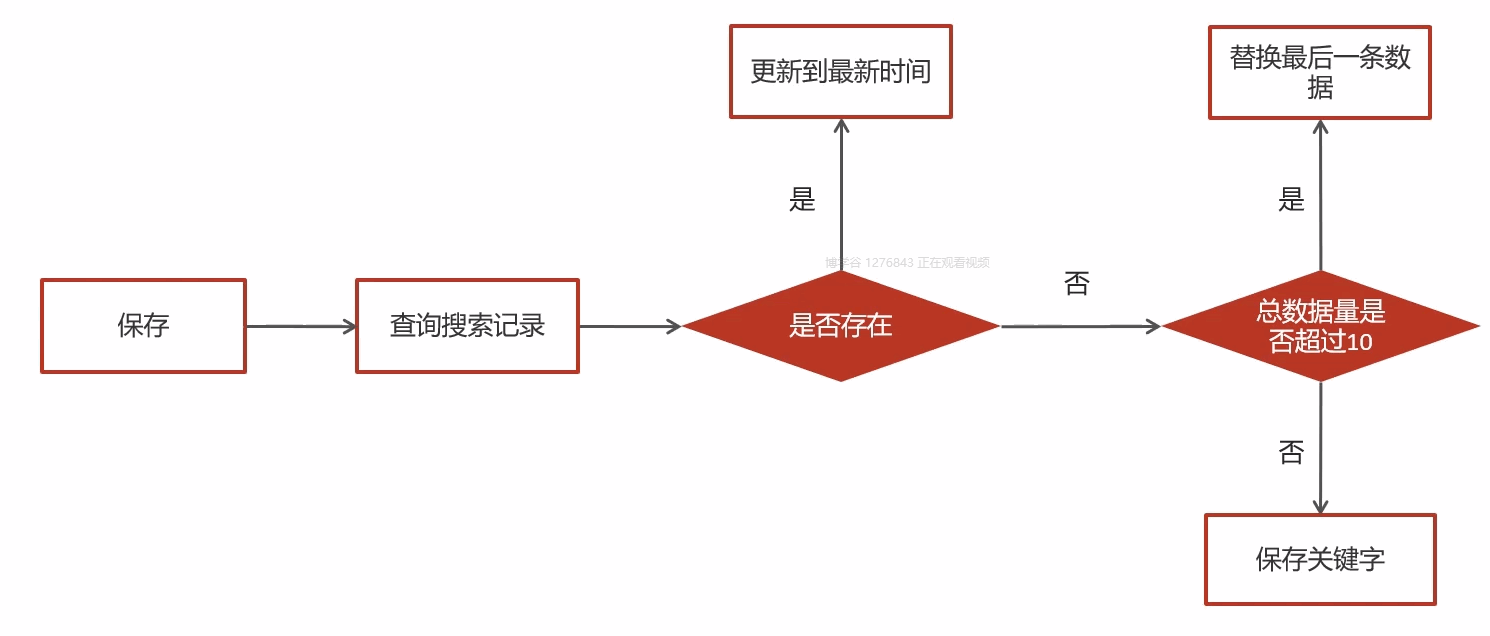 更新到最新时间
替换最后一条数
据
是
是
博学谷 1276843 正在观看视频
否
保存
查询搜索记录
是否存在
总数据量是
否超过10
否
保存关键字